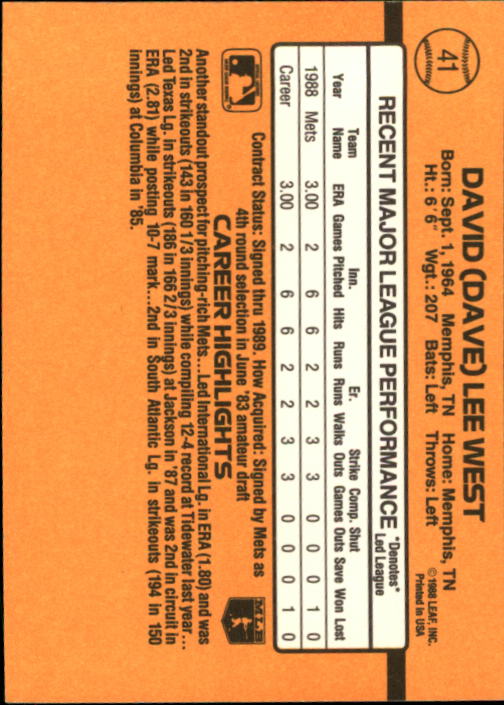 41
DAVID (DAVE) LEE WEST
Born: Sept. 1, 1964 Memphis, TN Home: Memphis, TN
Ht.: 6'6" Wgt.: 207 Bats: Left Throws: Left
© 1988 LEAF, INC.
Printed in USA
RECENT MAJOR LEAGUE PERFORMANCE *Denotes*
Led League
Team Inn. Er. Strike Comp. Shut
Year Name ERA Games Pitched Hits Runs Runs Walks Outs Games Outs Save Won Lost
1988 Mets 3.00 2 6 6 2 2 3 3 0 0 0 1 0
Career 3.00 2 6 6 2 2 3 3 0 0 0 1 0
Contract Status: Signed thru 1989. How Acquired: Signed by Mets as
4th round selection in June '83 amateur draft
MLB
CAREER HIGHLIGHTS
Another standout prospect for pitching-rich Mets...Led International Lg. in ERA (1.80) and was
2nd in strikeouts (143 in 160 1/3 innings) while compiling 12-4 record at Tidewater last year...
Led Texas Lg. in strikeouts (186 in 166 2/3 innings) at Jackson in '87 and was 2nd in circuit in
ERA (2.81) while posting 10-7 mark...2nd in South Atlantic Lg. in strikeouts (194 in 150
innings) at Columbia in '85.